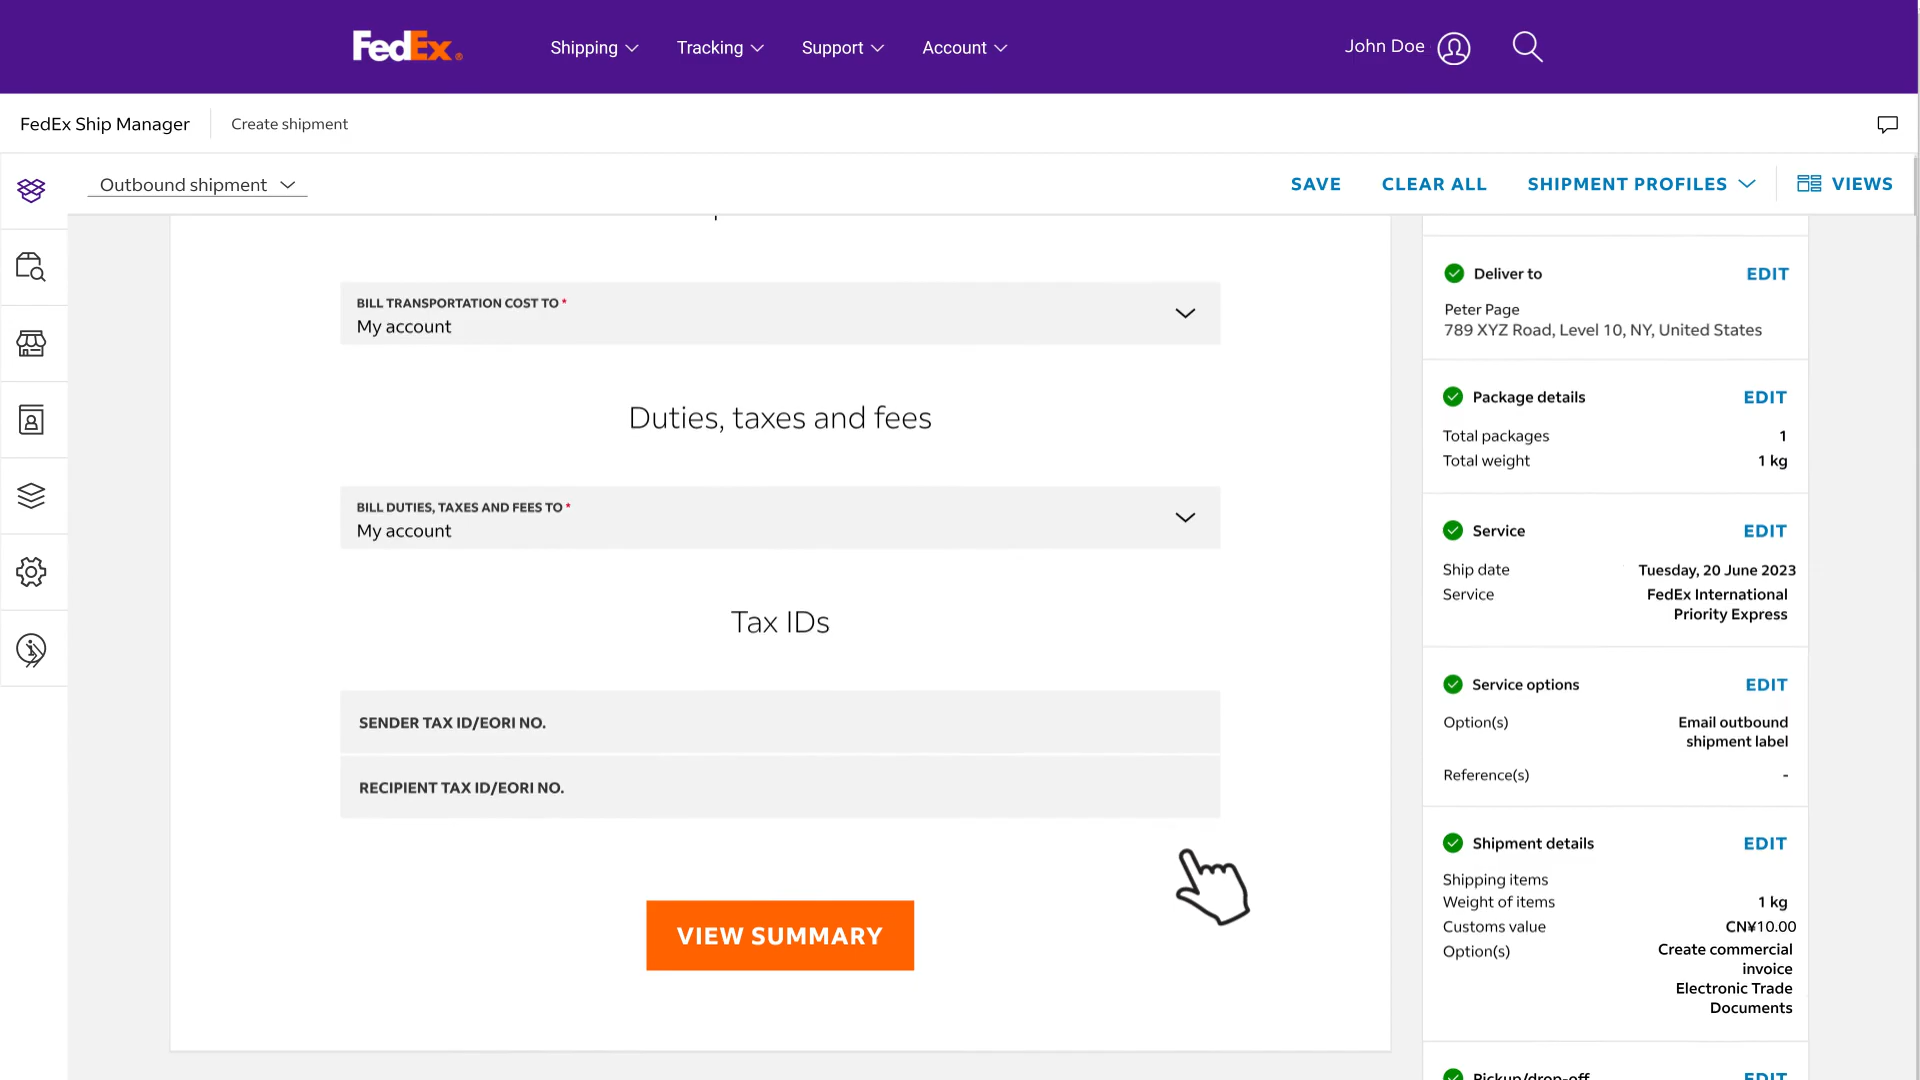 FedEx®
Shipping
Tracking
Support
Account
John Doe
FedEx Ship Manager
Create shipment
Outbound shipment
SAVE
CLEAR ALL
SHIPMENT PROFILES
VIEWS
BILL TRANSPORTATION COST TO *
My account
Duties, taxes and fees
BILL DUTIES, TAXES AND FEES TO *
My account
Tax IDs
SENDER TAX ID/EORI NO.
RECIPIENT TAX ID/EORI NO.
VIEW SUMMARY
Deliver to
EDIT
Peter Page
789 XYZ Road, Level 10, NY, United States
Package details
EDIT
Total packages
1
Total weight
1 kg
Service
EDIT
Ship date
Tuesday, 20 June 2023
Service
FedEx International
Priority Express
Service options
EDIT
Option(s)
Email outbound
shipment label
Reference(s)
-
Shipment details
EDIT
Shipping items
Weight of items
1 kg
Customs value
CN¥10.00
Option(s)
Create commercial
invoice
Electronic Trade
Documents
Pickup/drop-off
EDIT